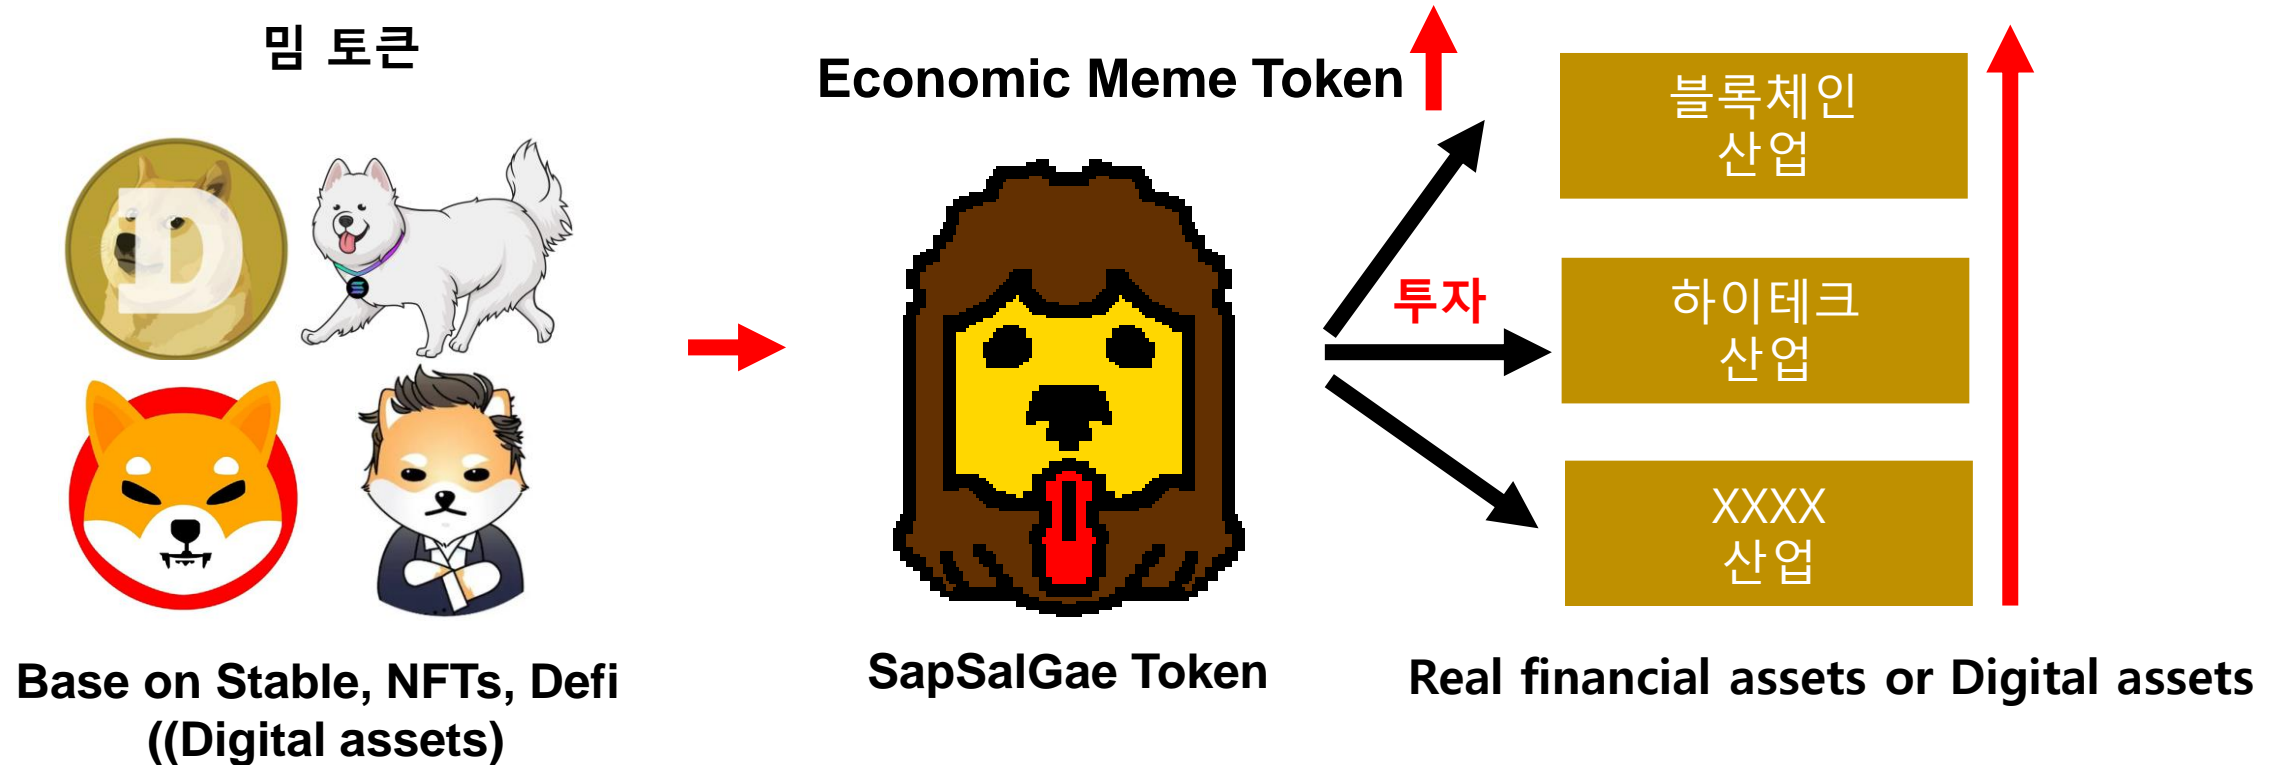 밈 토큰
D
Base on Stable, NFTs, Defi
((Digital assets)
Economic Meme Token
SapSalGae Token
투자
블록체인
산업
하이테크
산업
XXXX
산업
Real financial assets or Digital assets